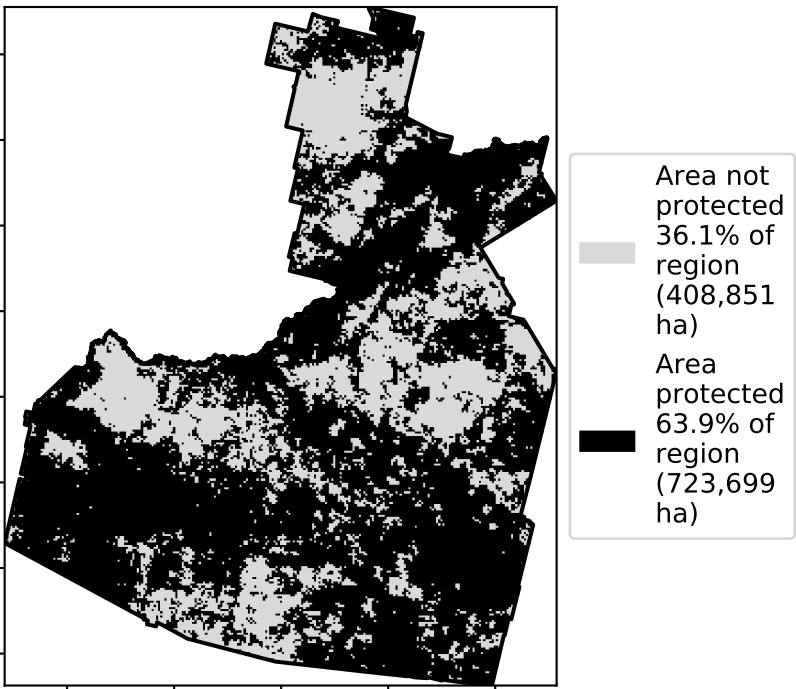 Area not
protected
36.1% of
region
(408,851
ha)
Area
protected
63.9% of
region
(723,699
ha)